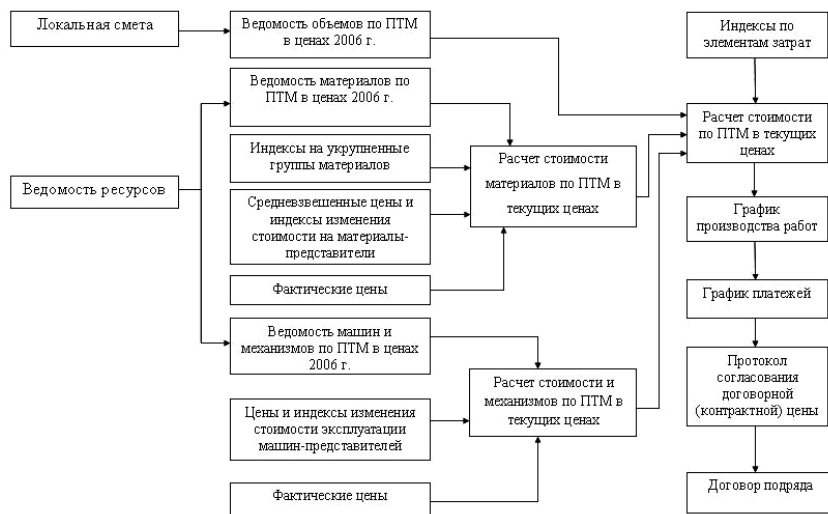 Локальная смета
Ведомость объемов по ПТМ
в ценах 2006 г.
Индексы по
элементам затрат
Ведомость материалов по
ПТМ в ценах 2006 г.
Расчет стоимости
по ПТМ в текущих
ценах
Индексы на укрупненные
группы материалов
Расчет стоимости
материалов по ПТМ в
текущих ценах
Ведомость ресурсов
Средневзвешенные цены и
индексы изменения
стоимости на материалы-
представители
График
производства работ
Фактические цены
График платежей
Ведомость машин и
механизмов по ПТМ в ценах
2006 г.
Расчет стоимости и
механизмов по ПТМ в
текущих ценах
Протокол
согласования
договорной
(контрактной) цены
Цены и индексы изменения
стоимости эксплуатации
машин-представителей
Фактические цены
Договор подряда